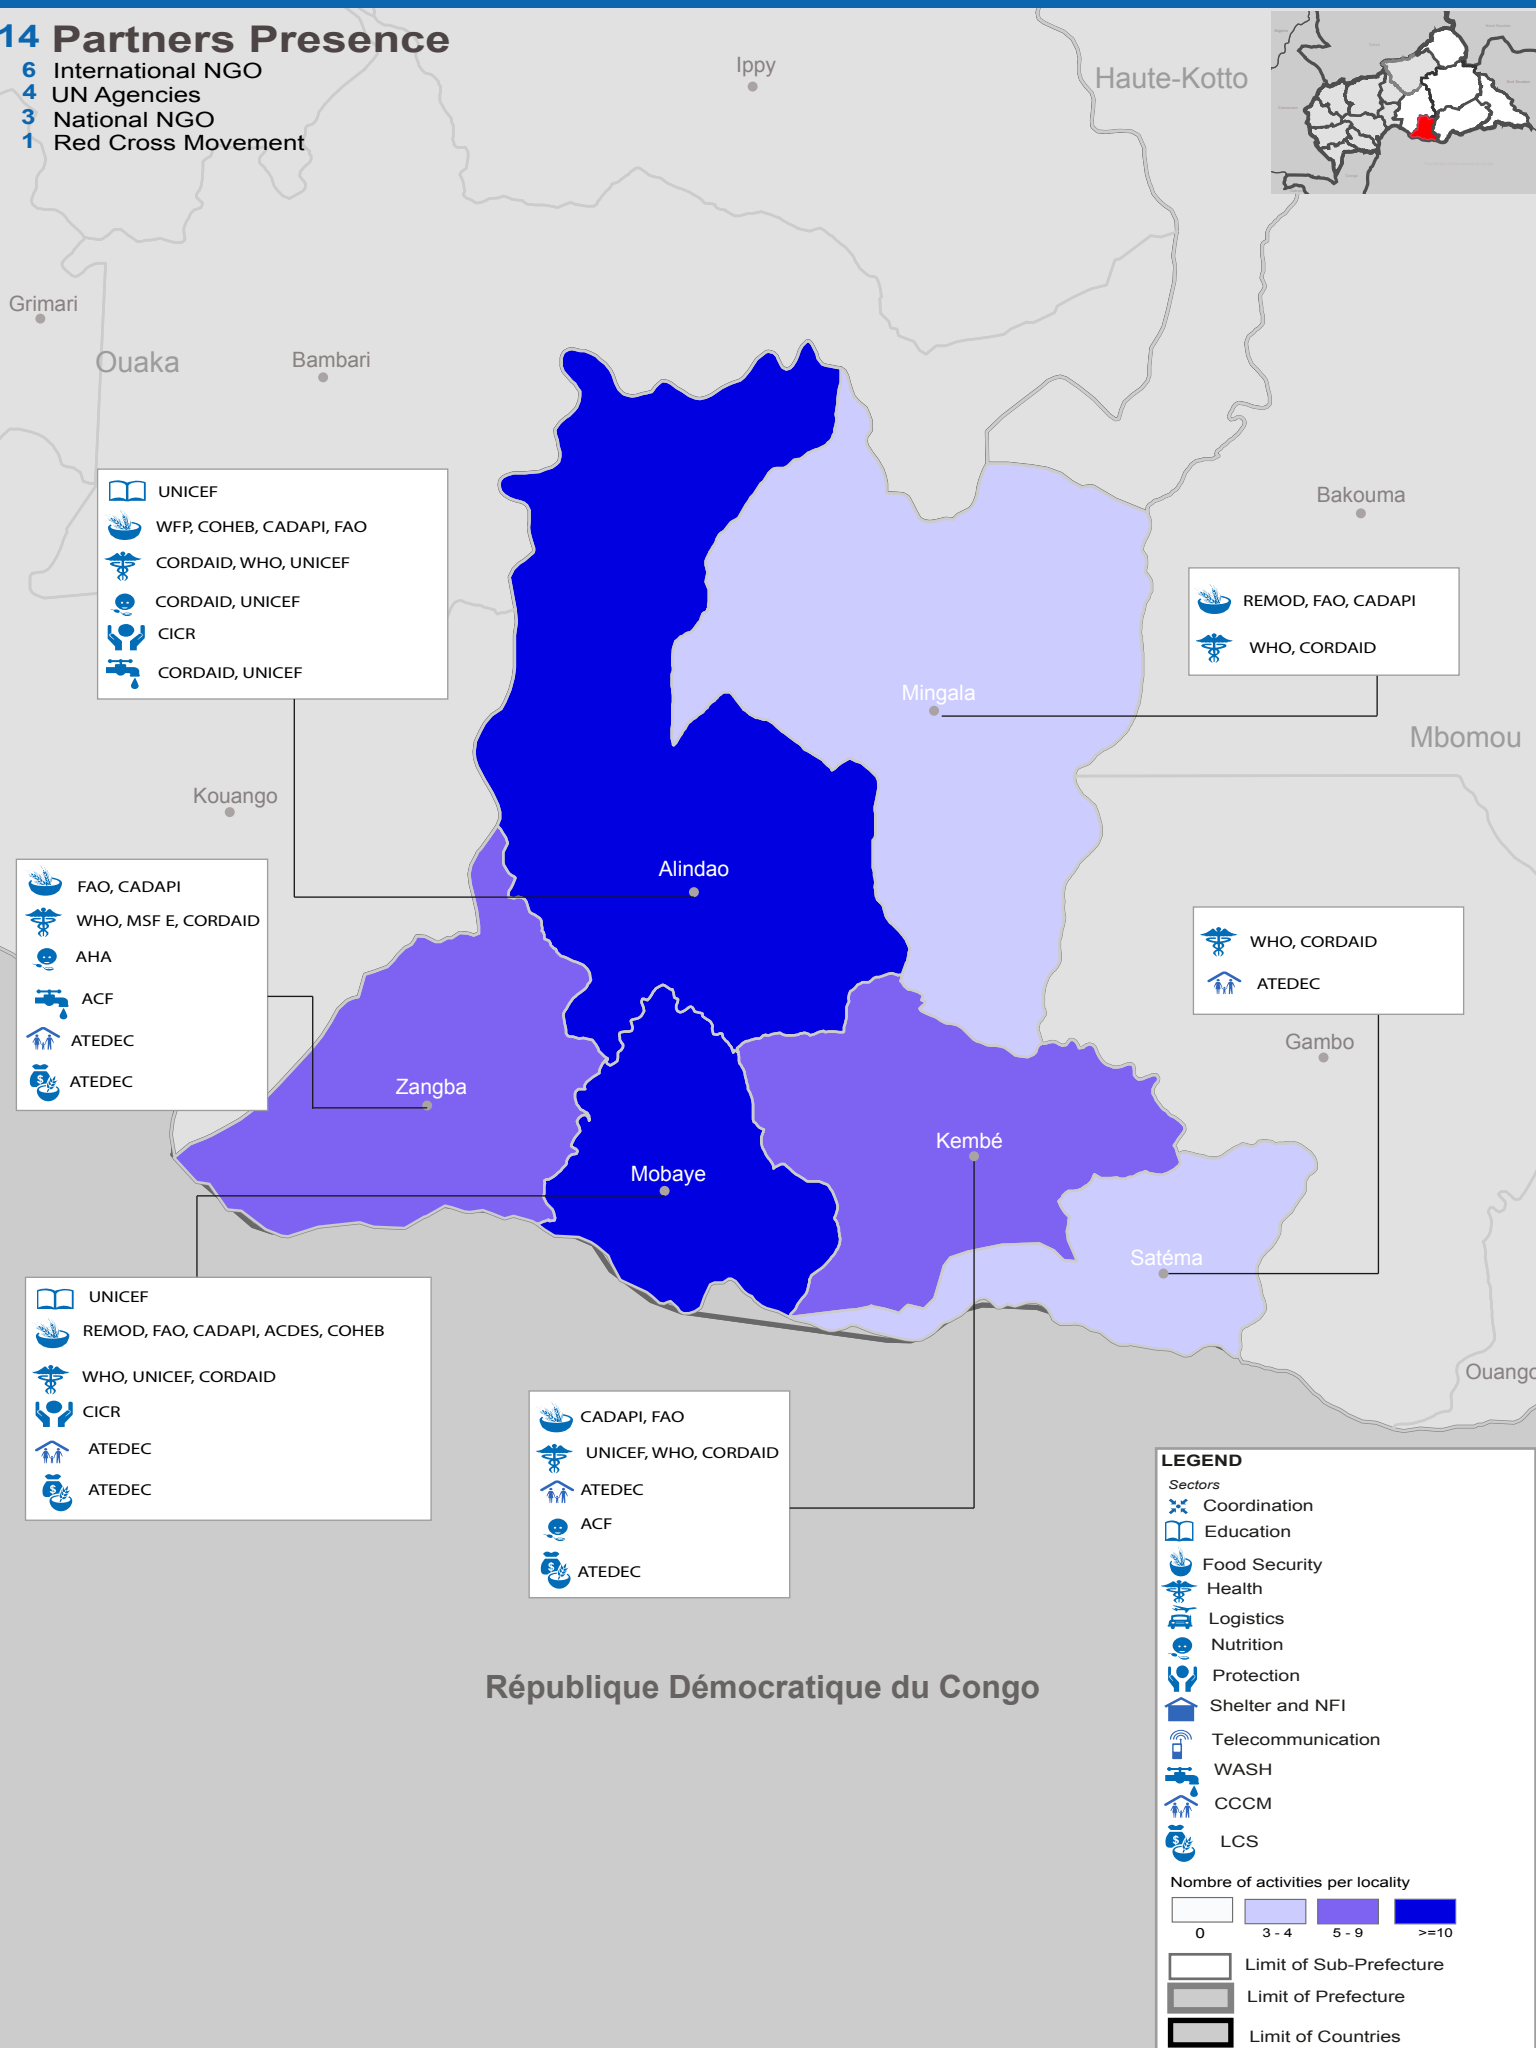 14 Partners Presence
6 International NGO
4 UN Agencies
3 National NGO
1 Red Cross Movement
Ippy
Haute-Kotto
Grimari
Ouaka
Bambari
UNICEF
WFP, COHEB, CADAPI, FAO
CORDAID, WHO, UNICEF
CORDAID, UNICEF
CICR
CORDAID, UNICEF
Bakouma
REMOD, FAO, CADAPI
WHO, CORDAID
Mingala
Mbomou
Kouango
Alindao
FAO, CADAPI
WHO, MSF E, CORDAID
AHA
ACF
ATEDEC
ATEDEC
WHO, CORDAID
ATEDEC
Gambo
Zangba
Kembé
Mobaye
Satéma
UNICEF
REMOD, FAO, CADAPI, ACDES, COHEB
WHO, UNICEF, CORDAID
CICR
ATEDEC
ATEDEC
Ouango
CADAPI, FAO
UNICEF, WHO, CORDAID
ATEDEC
ACF
ATEDEC
République Démocratique du Congo
LEGEND
Sectors
Coordination
Education
Food Security
Health
Logistics
Nutrition
Protection
Shelter and NFI
Telecommunication
WASH
CCCM
LCS
Nombre of activities per locality
0 3 - 4 5 - 9 >=10
Limit of Sub-Prefecture
Limit of Prefecture
Limit of Countries